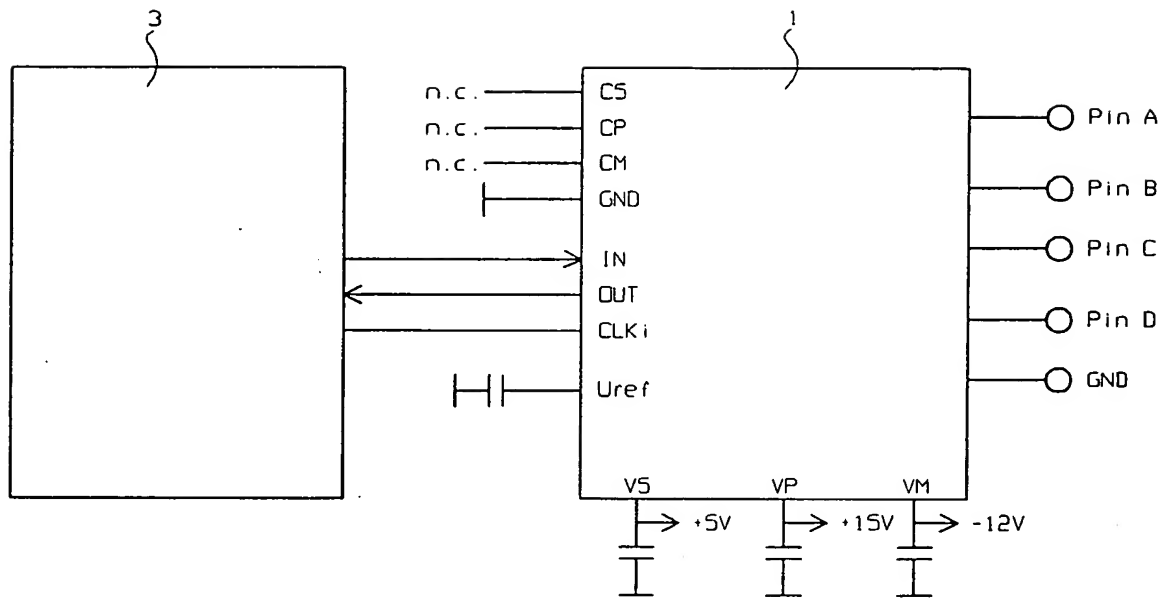 3
1
n.c. CS
n.c. CP
n.c. CM
GND
IN
OUT
CLKi
Uref
Pin A
Pin B
Pin C
Pin D
GND
VS VP VM
+5V +15V -12V